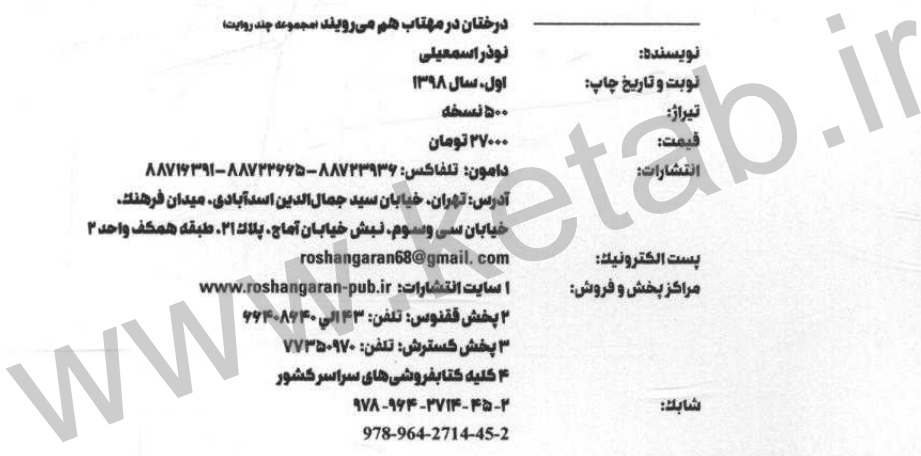 درختان در مهتاب هم می‌رویند (مجموعه چند روایت)
نویسنده: نوذر اسمعیلی
نوبت و تاریخ چاپ: اول، سال ۱۳۹۸
تیراژ: ۵۰۰ نسخه
قیمت: ۲۷۰۰۰ تومان
انتشارات: دامون: تلفاکس: ۸۸۷۲۳۹۳۶ – ۸۸۷۲۳۶۶۵ – ۸۸۷۱۶۳۹۱
آدرس: تهران، خیابان سید جمال‌الدین اسدآبادی، میدان فرهنگ،
خیابان سی وسوم، نبش خیابان آماج، پلاک ۲۱، طبقه همکف واحد ۲
پست الکترونیک: roshangaran68@gmail. com
مراکز پخش و فروش: ۱ سایت انتشارات: www.roshangaran-pub.ir
۲ پخش ققنوس: تلفن: ۴۳ الی ۶۶۴۰۸۶۴۰
۳ پخش گسترش: تلفن: ۷۷۳۵۰۹۷۰
۴ کلیه کتابفروشی‌های سراسر کشور
شابک: ۹۷۸-۹۶۴-۲۷۱۴-۴۵-۲
978-964-2714-45-2
www.ketab.ir